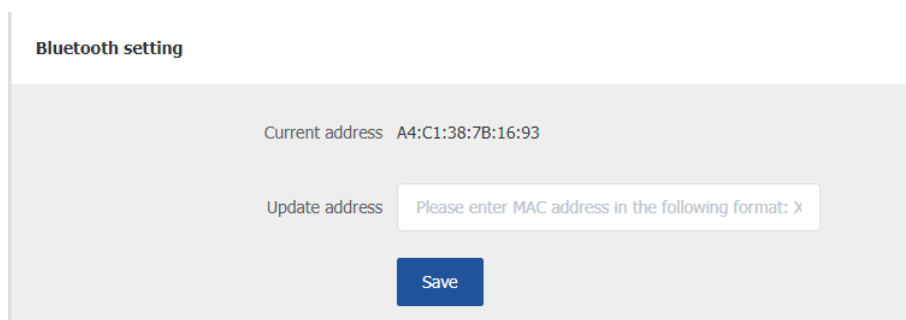 Bluetooth setting
Current address A4:C1:38:7B:16:93
Update address Please enter MAC address in the following format: X
Save